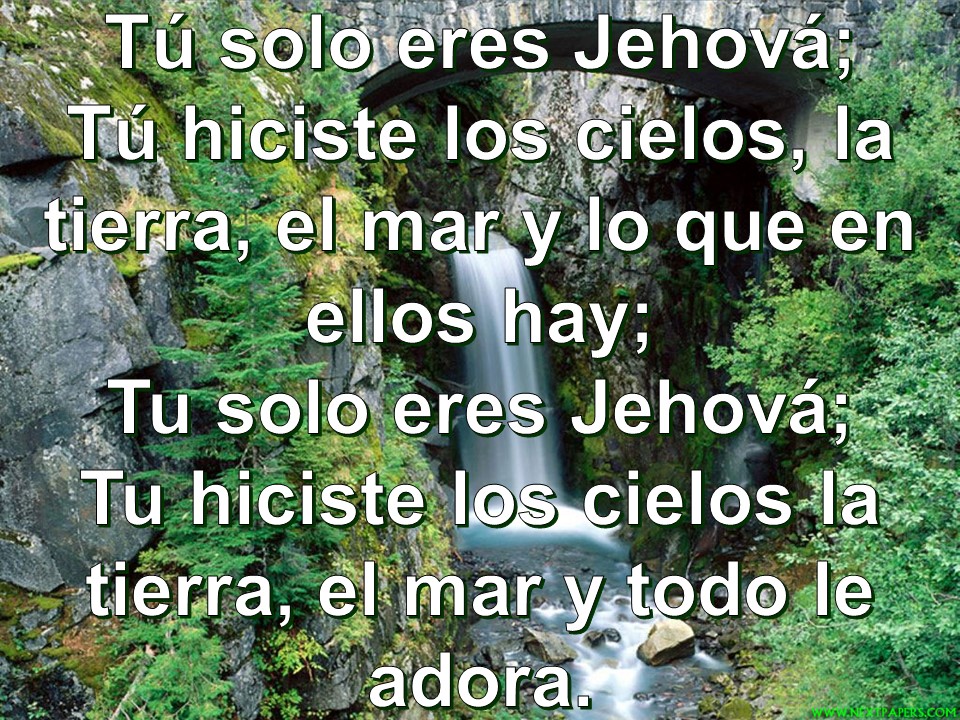 Tú solo eres Jehová;
Tú hiciste los cielos, la
tierra, el mar y lo que en
ellos hay;
Tu solo eres Jehová;
Tu hiciste los cielos la
tierra, el mar y todo le
adora.
WWW.NEXTPAPERS.COM